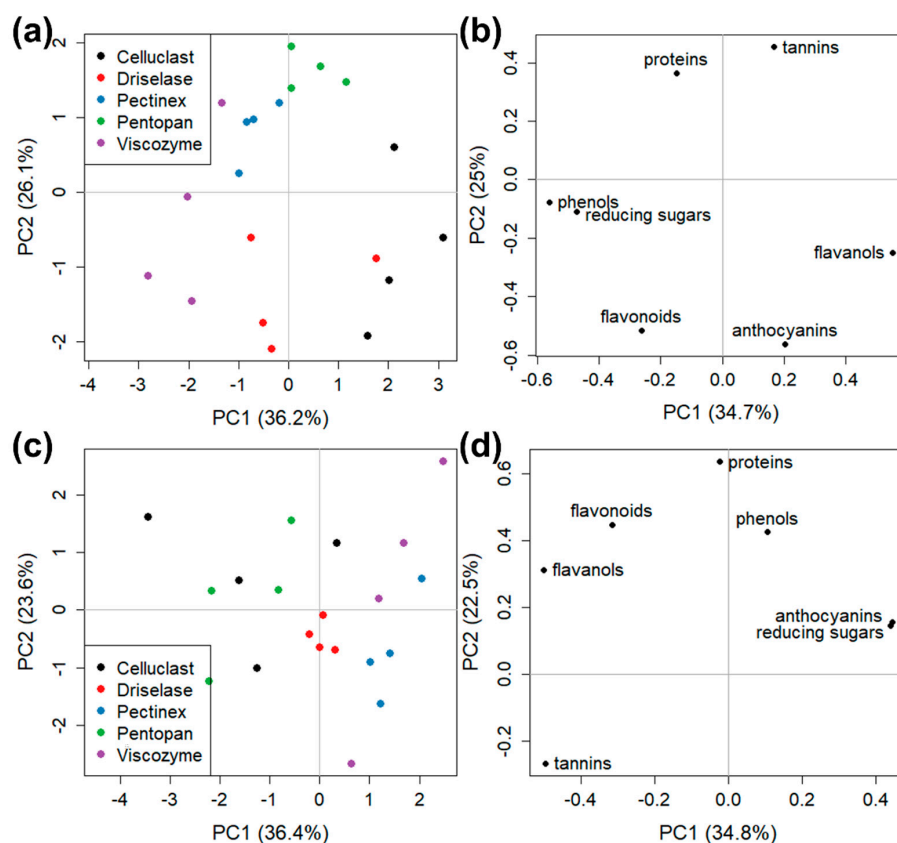 (a)
Celluclast
Driselase
Pectinex
Pentopan
Viscozyme
PC2 (26.1%)
2
1
0
-1
-2
-4 -3 -2 -1 0 1 2 3
PC1 (36.2%)
(b)
tannins
proteins
phenols
reducing sugars
flavanols
flavonoids
anthocyanins
PC2 (25%)
0.4
0.2
0.0
-0.2
-0.4
-0.6
-0.6 -0.4 -0.2 0.0 0.2 0.4
PC1 (34.7%)
(c)
Celluclast
Driselase
Pectinex
Pentopan
Viscozyme
PC2 (23.6%)
2
1
0
-1
-2
-4 -3 -2 -1 0 1 2
PC1 (36.4%)
(d)
proteins
flavonoids
phenols
flavanols
anthocyanins
reducing sugars
tannins
PC2 (22.5%)
0.6
0.4
0.2
0.0
-0.2
-0.4 -0.2 0.0 0.2 0.4
PC1 (34.8%)